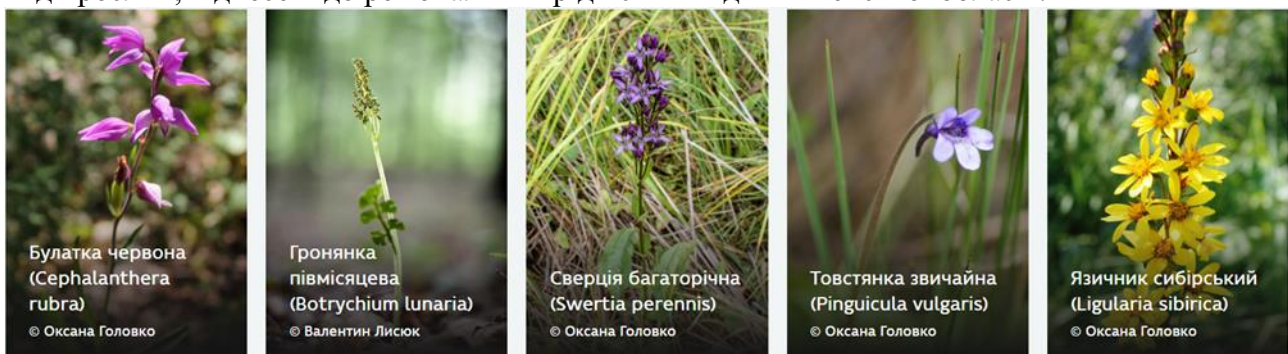 Булатка червона
(Cephalanthera
rubra)
© Оксана Головко
Гронянка
півмісяцева
(Botrychium lunaria)
© Валентин Лисюк
Сверція багаторічна
(Swertia perennis)
© Оксана Головко
Товстянка звичайна
(Pinguicula vulgaris)
© Оксана Головко
Язичник сибірський
(Ligularia sibirica)
© Оксана Головко